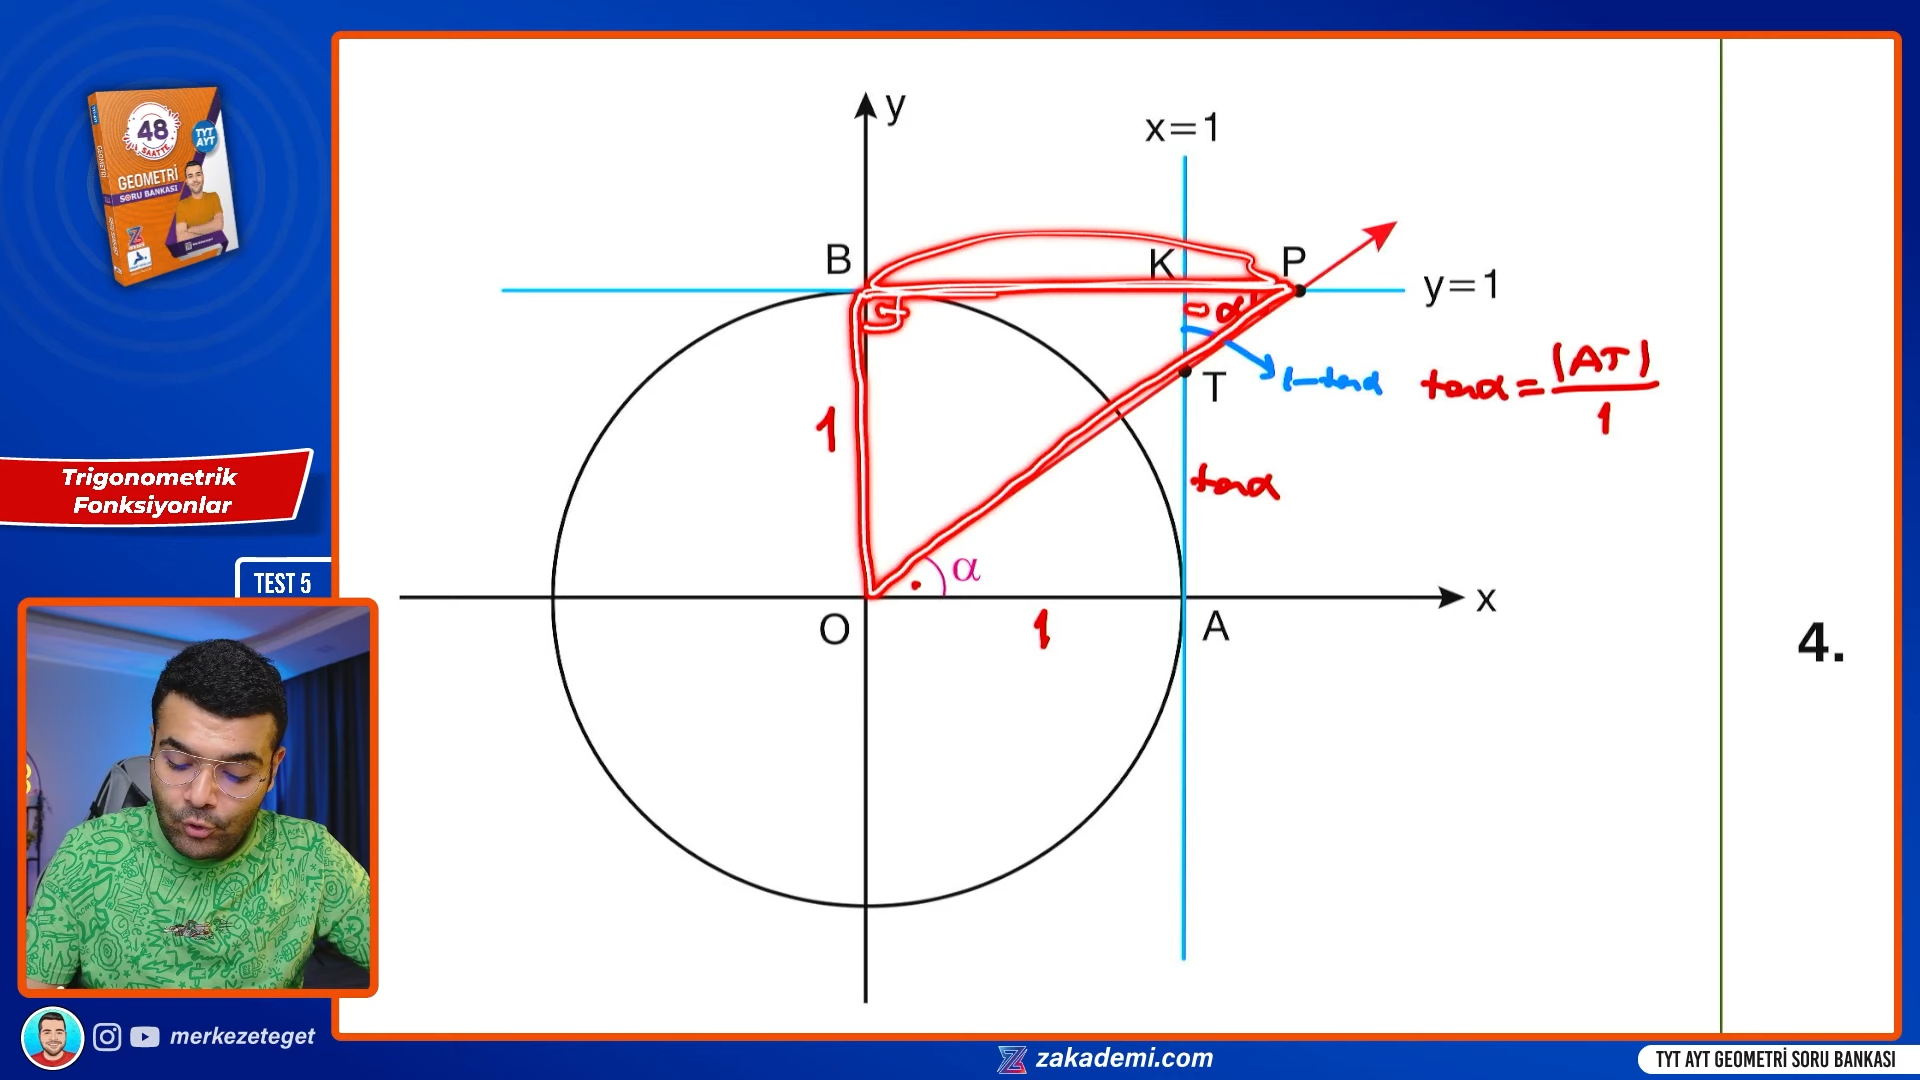 48
SAATTE
TYT
AYT
GEOMETRİ
SORU BANKASI
Trigonometrik
Fonksiyonlar
TEST 5
merkezeteget
y
x=1
B
K
P
y=1
α
T
1-tanα
tanα = |AT|
1
1
tanα
α
x
O
1
A
4.
zakademi.com
TYT AYT GEOMETRİ SORU BANKASI